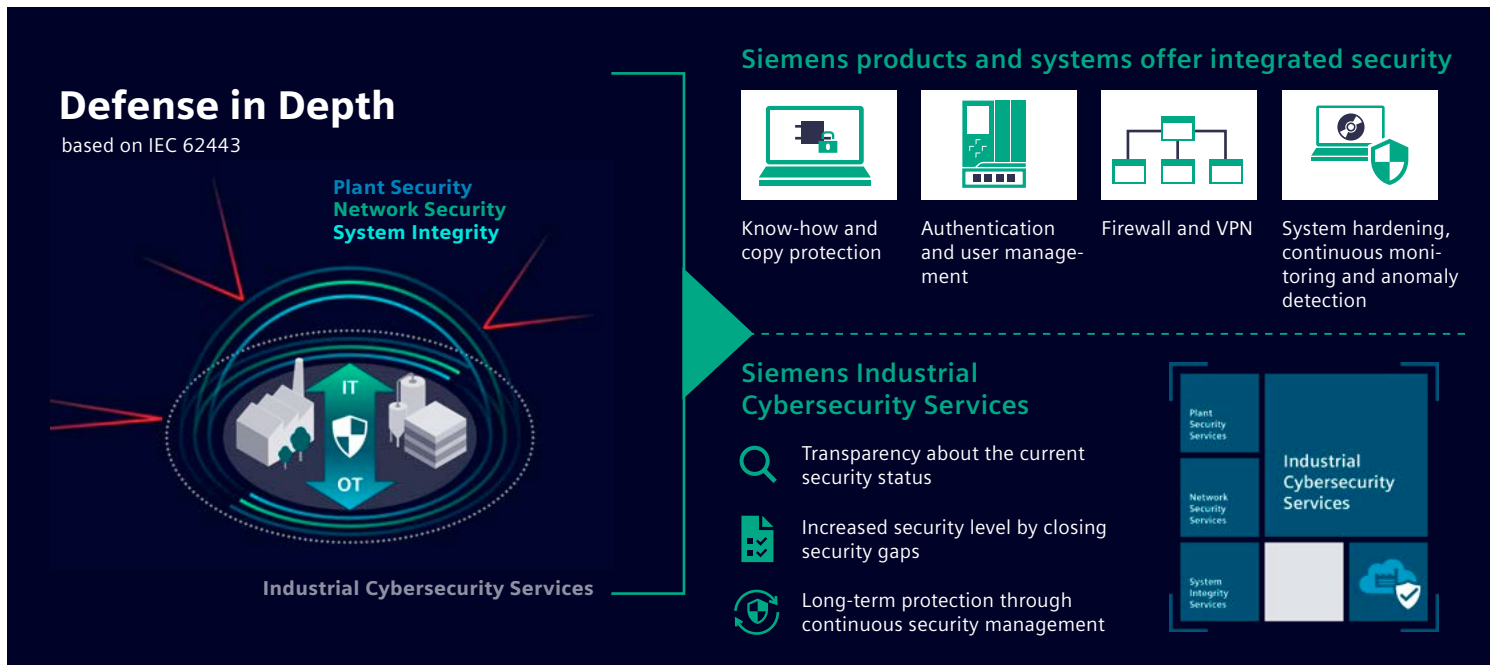 Defense in Depth
based on IEC 62443
Plant Security
Network Security
System Integrity
IT
OT
Industrial Cybersecurity Services
Siemens products and systems offer integrated security
Know-how and
copy protection
Authentication
and user manage-
ment
Firewall and VPN
System hardening,
continuous moni-
toring and anomaly
detection
Siemens Industrial
Cybersecurity Services
Transparency about the current
security status
Increased security level by closing
security gaps
Long-term protection through
continuous security management
Plant
Security
Services
Network
Security
Services
System
Integrity
Services
Industrial
Cybersecurity
Services